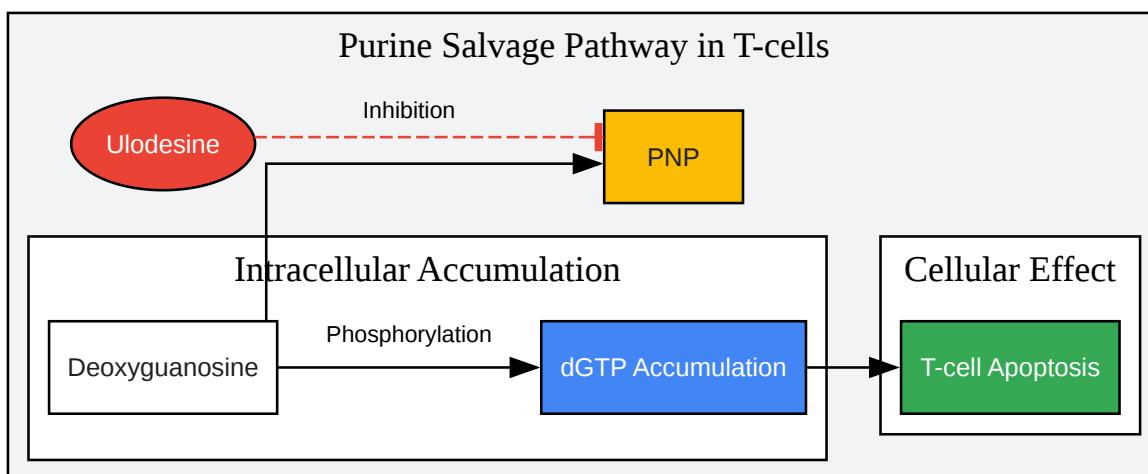 Purine Salvage Pathway in T-cells
Inhibition
Ulodesine
PNP
Intracellular Accumulation
Cellular Effect
Phosphorylation
Deoxyguanosine
dGTP Accumulation
T-cell Apoptosis